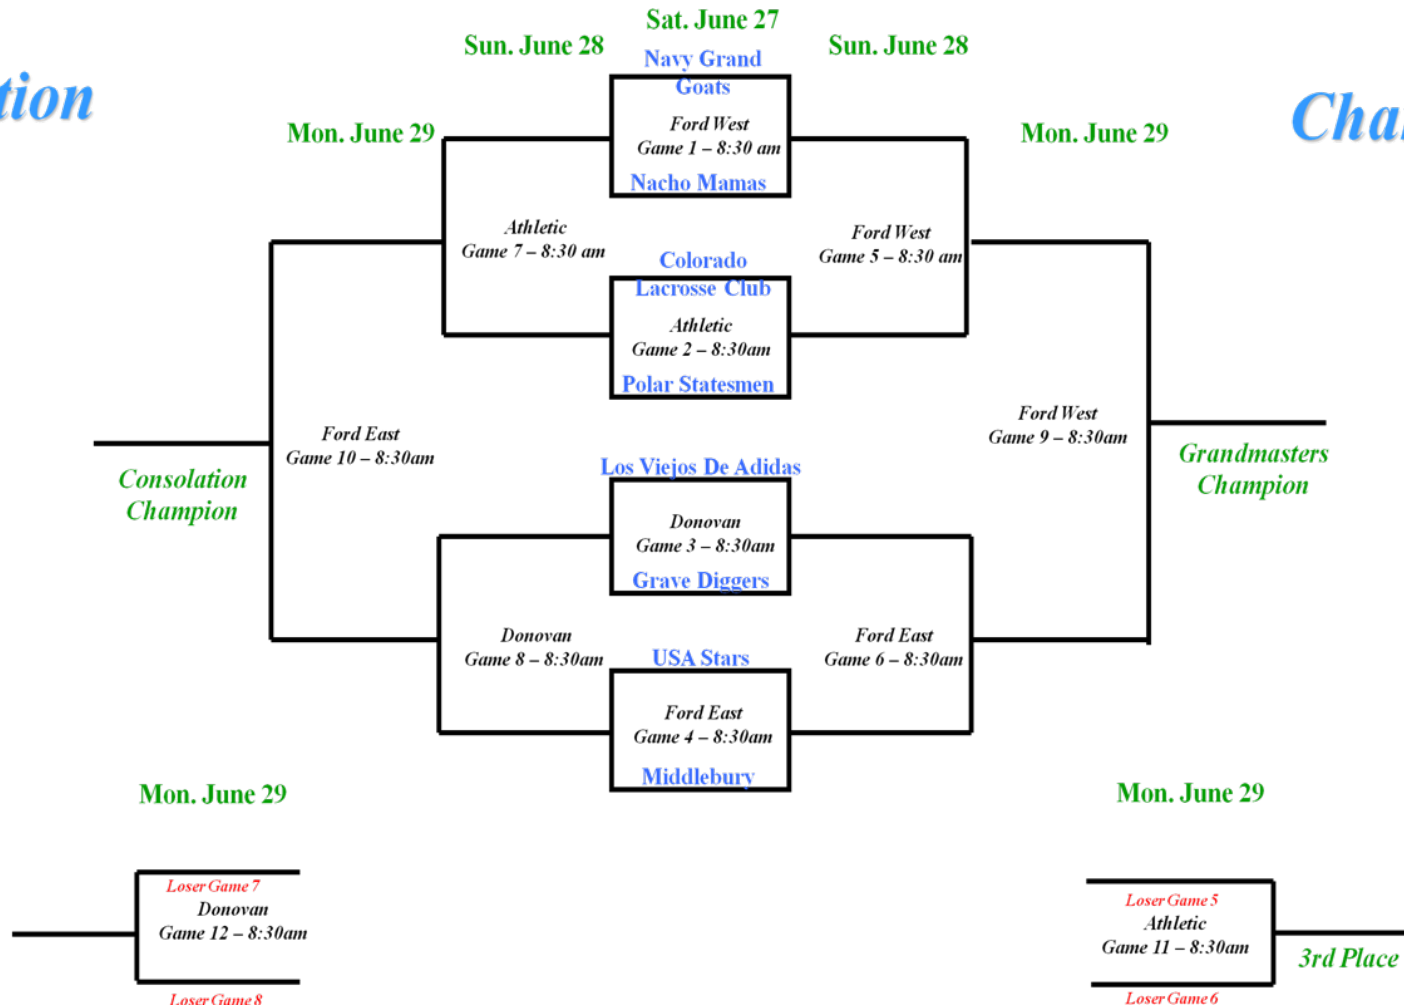 Sat. June 27
Sun. June 28
Sun. June 28
Navy Grand
Goats
tion
Cha
Mon. June 29
Mon. June 29
Ford West
Game 1 – 8:30 am
Nacho Mamas
Athletic
Game 7 – 8:30 am
Ford West
Game 5 – 8:30 am
Colorado
Lacrosse Club
Athletic
Game 2 – 8:30am
Polar Statesmen
Ford East
Game 10 – 8:30am
Ford West
Game 9 – 8:30am
Consolation
Champion
Grandmasters
Champion
Los Viejos De Adidas
Donovan
Game 3 – 8:30am
Grave Diggers
Donovan
Game 8 – 8:30am
Ford East
Game 6 – 8:30am
USA Stars
Ford East
Game 4 – 8:30am
Middlebury
Mon. June 29
Mon. June 29
Loser Game 7
Donovan
Game 12 – 8:30am
Loser Game 8
Loser Game 5
Athletic
Game 11 – 8:30am
Loser Game 6
3rd Place